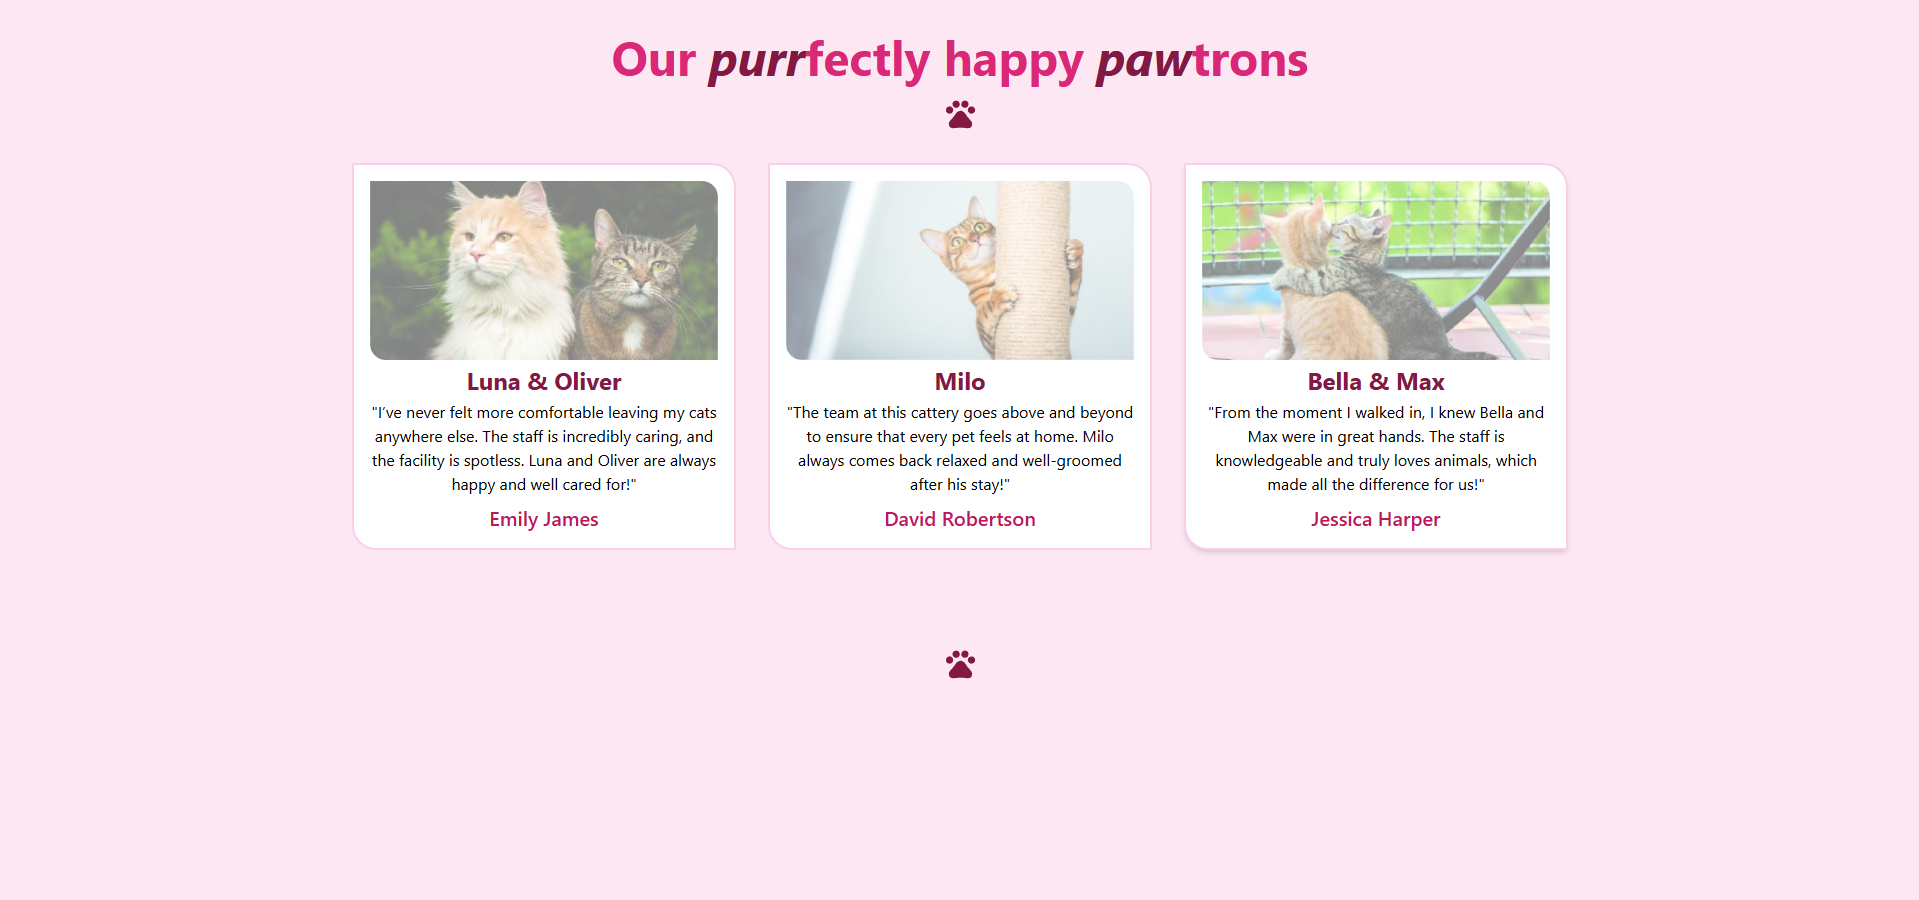 Our purrfectly happy pawtrons
Luna & Oliver
"I've never felt more comfortable leaving my cats
anywhere else. The staff is incredibly caring, and
the facility is spotless. Luna and Oliver are always
happy and well cared for!"
Emily James
Milo
"The team at this cattery goes above and beyond
to ensure that every pet feels at home. Milo
always comes back relaxed and well-groomed
after his stay!"
David Robertson
Bella & Max
"From the moment I walked in, I knew Bella and
Max were in great hands. The staff is
knowledgeable and truly loves animals, which
made all the difference for us!"
Jessica Harper